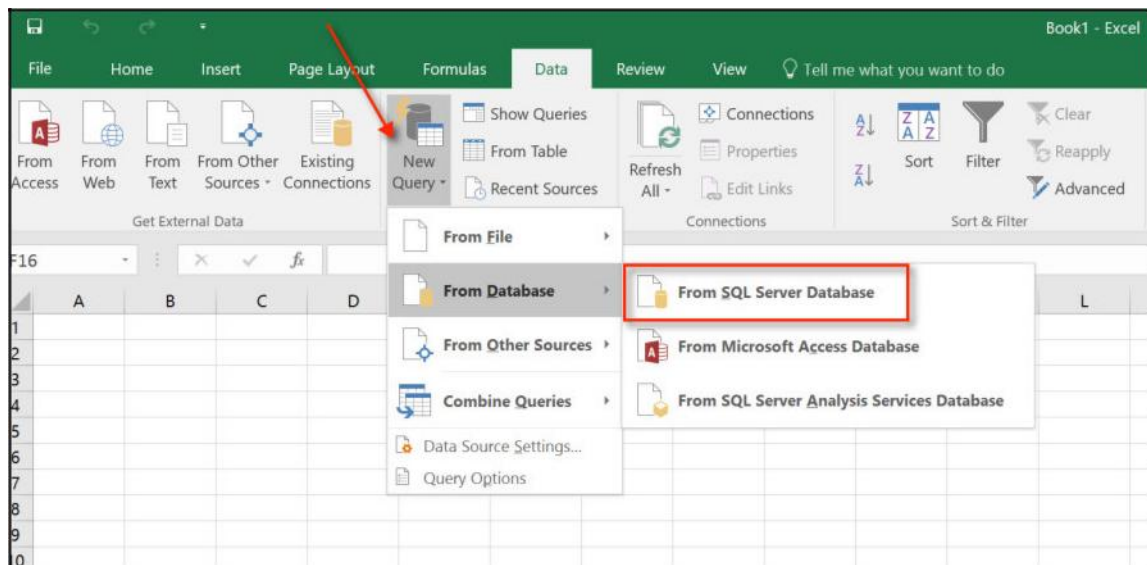 Book1 - Excel
File Home Insert Page Layout Formulas Data Review View Tell me what you want to do
From Access
From Web
From Text
From Other Sources
Existing Connections
New Query
Show Queries
From Table
Recent Sources
Refresh All
Connections
Properties
Edit Links
Sort
Filter
Clear
Reapply
Advanced
Get External Data
Connections
Sort & Filter
F16
fx
From File
From Database
From Other Sources
Combine Queries
Data Source Settings...
Query Options
From SQL Server Database
From Microsoft Access Database
From SQL Server Analysis Services Database
A B C D L
1
2
3
4
5
6
7
8
9
10